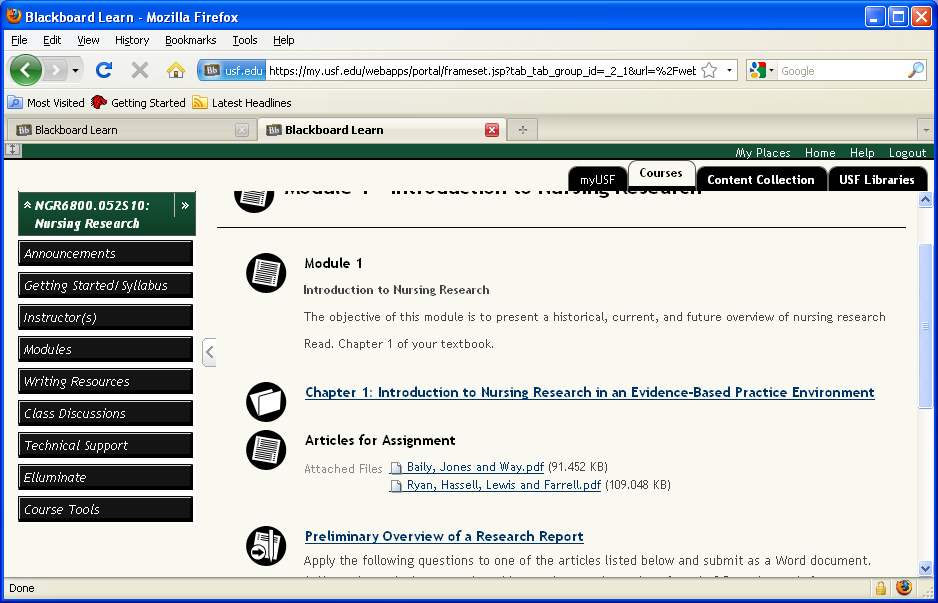 Blackboard Learn - Mozilla Firefox
File Edit View History Bookmarks Tools Help
Bb usf.edu https://my.usf.edu/webapps/portal/frameset.jsp?tab_tab_group_id=_2_1&url=%2Fwel Google
Most Visited Getting Started Latest Headlines
Bb Blackboard Learn Bb Blackboard Learn
My Places Home Help Logout
myUSF Courses Content Collection USF Libraries
Module 1 - Introduction to Nursing Research
NGR6800.052S10:
Nursing Research
Announcements
Getting Started/Syllabus
Instructor(s)
Modules
Writing Resources
Class Discussions
Technical Support
Elluminate
Course Tools
Module 1
Introduction to Nursing Research
The objective of this module is to present a historical, current, and future overview of nursing research
Read. Chapter 1 of your textbook.
Chapter 1: Introduction to Nursing Research in an Evidence-Based Practice Environment
Articles for Assignment
Attached Files Baily, Jones and Way.pdf (91.452 KB)
Ryan, Hassell, Lewis and Farrell.pdf (109.048 KB)
Preliminary Overview of a Research Report
Apply the following questions to one of the articles listed below and submit as a Word document.
Done